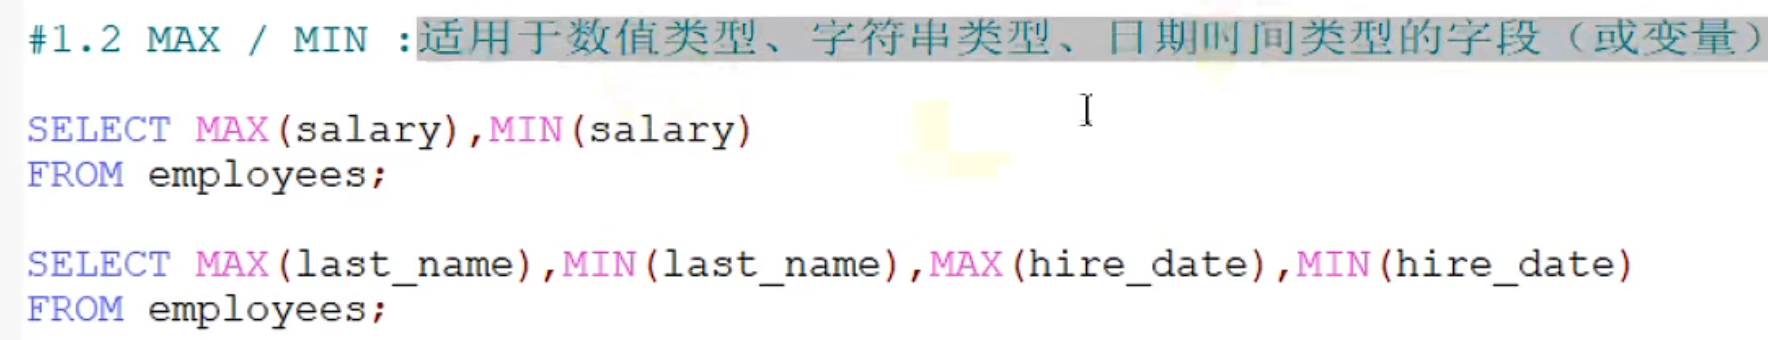 #1.2 MAX / MIN :适用于数值类型、字符串类型、日期时间类型的字段（或变量）
SELECT MAX(salary),MIN(salary)
FROM employees;
SELECT MAX(last_name),MIN(last_name),MAX(hire_date),MIN(hire_date)
FROM employees;